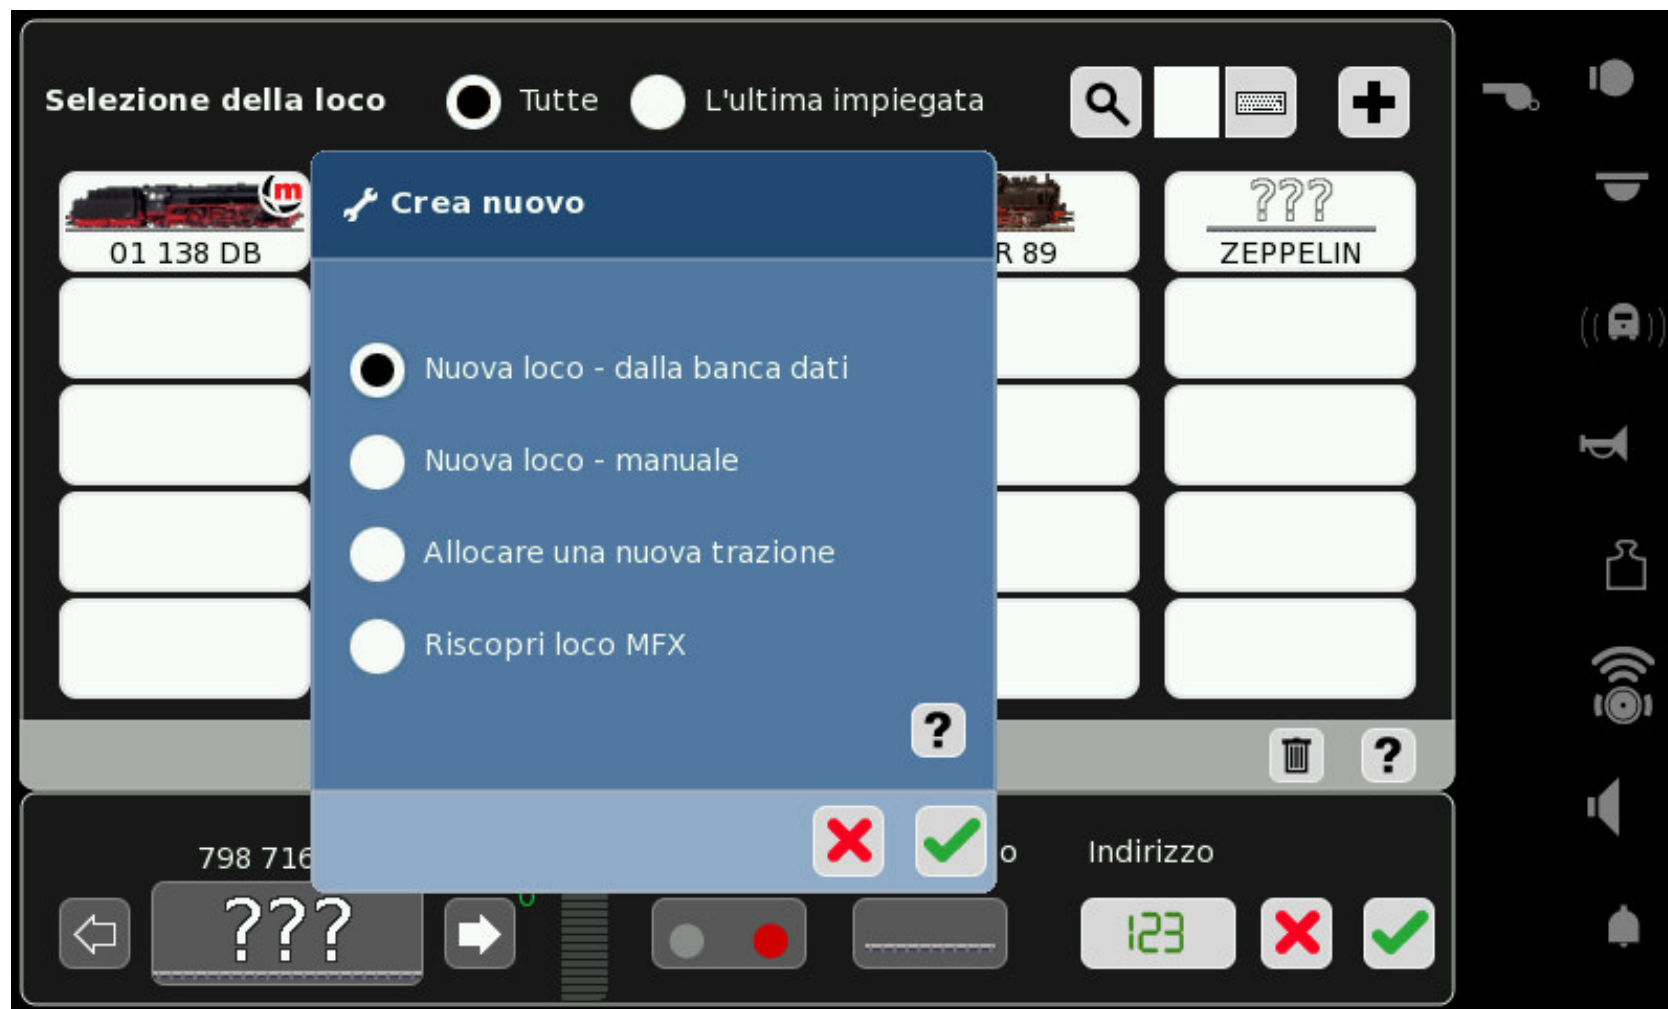 Selezione della loco
Tutte
L'ultima impiegata
Crea nuovo
m
01 138 DB
R 89
???
ZEPPELIN
Nuova loco - dalla banca dati
Nuova loco - manuale
Allocare una nuova trazione
Riscopri loco MFX
?
?
798 716
0
o
Indirizzo
???
123